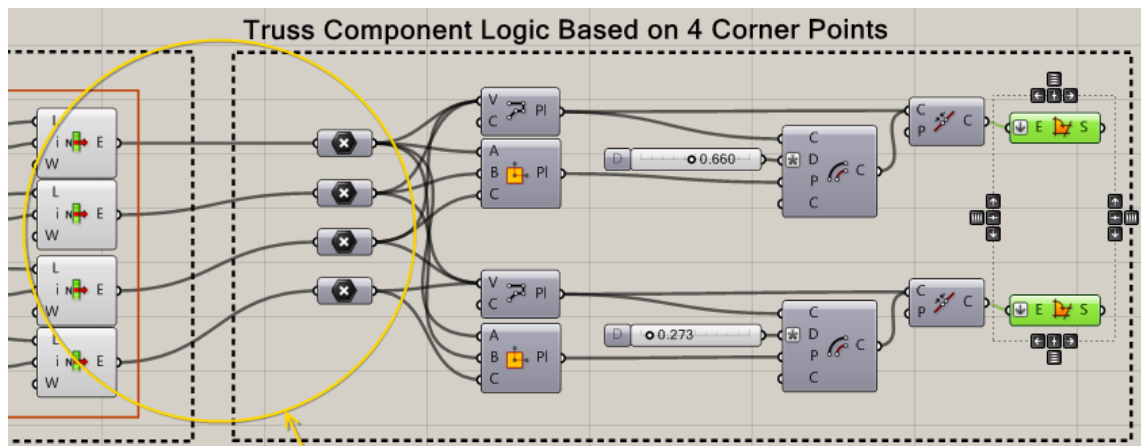 Truss Component Logic Based on 4 Corner Points
L
i N E
W
L
i N E
W
L
i N E
W
L
i N E
W
V Pl
C
A
B Pl
C
D 0.660
C
D
P C
C
C C
P
E S
V Pl
C
A
B Pl
C
D 0.273
C
D
P C
C
C C
P
E S